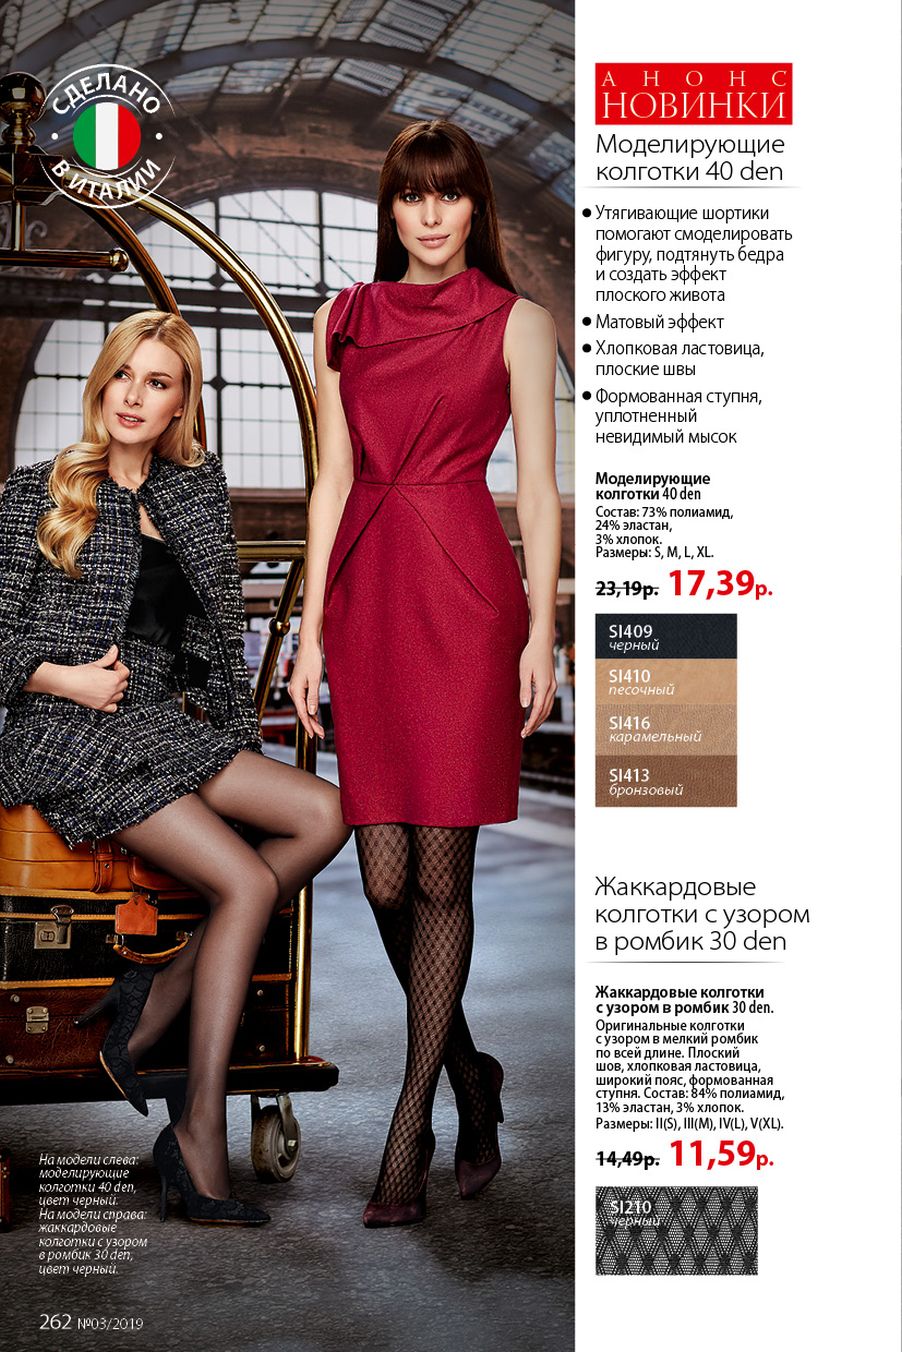 СДЕЛАНО
В ИТАЛИИ
АНОНС
НОВИНКИ
Моделирующие
колготки 40 den
• Утягивающие шортики
помогают смоделировать
фигуру, подтянуть бедра
и создать эффект
плоского живота
• Матовый эффект
• Хлопковая ластовица,
плоские швы
• Формованная ступня,
уплотненный
невидимый мысок
Моделирующие
колготки 40 den
Состав: 73% полиамид,
24% эластан,
3% хлопок.
Размеры: S, M, L, XL.
23,19р. 17,39р.
SI409
черный
SI410
песочный
SI416
карамельный
SI413
бронзовый
Жаккардовые
колготки с узором
в ромбик 30 den
Жаккардовые колготки
с узором в ромбик 30 den.
Оригинальные колготки
с узором в мелкий ромбик
по всей длине. Плоский
шов, хлопковая ластовица,
широкий пояс, формованная
ступня. Состав: 84% полиамид,
13% эластан, 3% хлопок.
Размеры: II(S), III(M), IV(L), V(XL).
14,49р. 11,59р.
SI210
черный
На модели слева:
моделирующие
колготки 40 den,
цвет черный.
На модели справа:
жаккардовые
колготки с узором
в ромбик 30 den,
цвет черный.
262 №03/2019